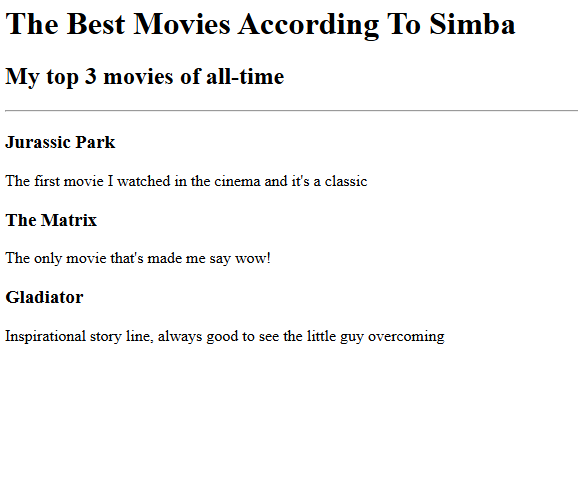 The Best Movies According To Simba
My top 3 movies of all-time
Jurassic Park
The first movie I watched in the cinema and it's a classic
The Matrix
The only movie that's made me say wow!
Gladiator
Inspirational story line, always good to see the little guy overcoming